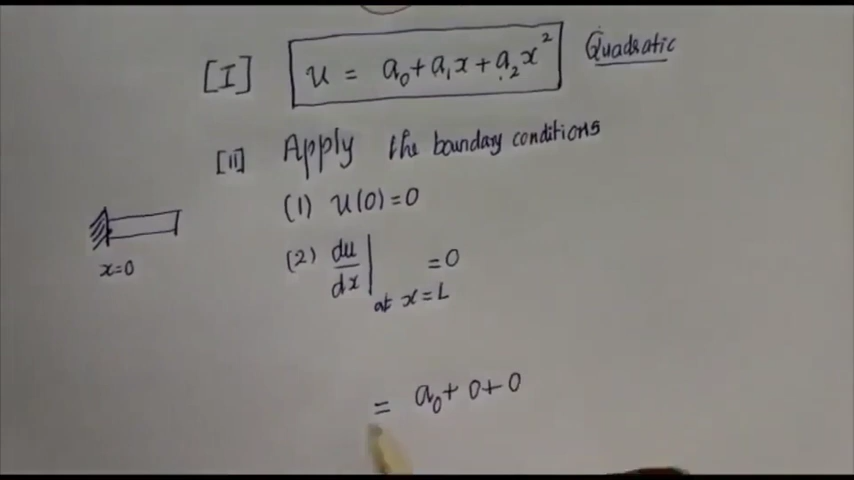 [I] u = a₀ + a₁x + a₂x² Quadratic
[II] Apply the boundary conditions
(1) u(0) = 0
(2) du/dx | at x = L = 0
x=0
= a₀ + 0 + 0